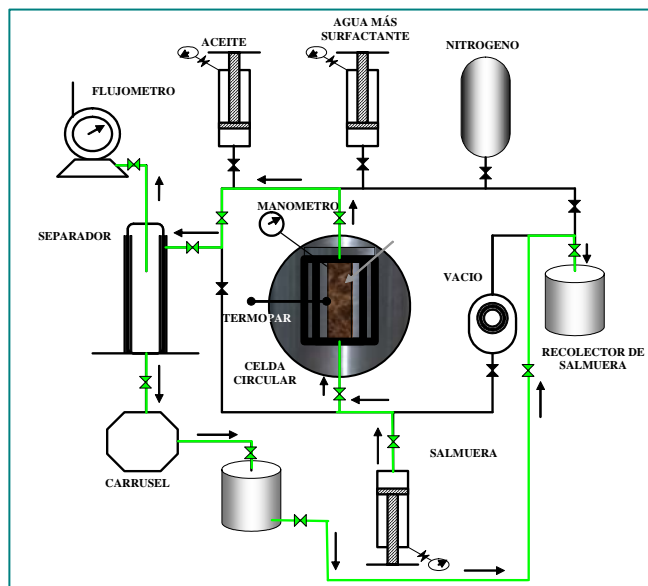 ACEITE
AGUA MÁS
SURFACTANTE
NITROGENO
FLUJOMETRO
MANOMETRO
SEPARADOR
VACIO
TERMOPAR
RECOLECTOR DE
SALMUERA
CELDA
CIRCULAR
SALMUERA
CARRUSEL